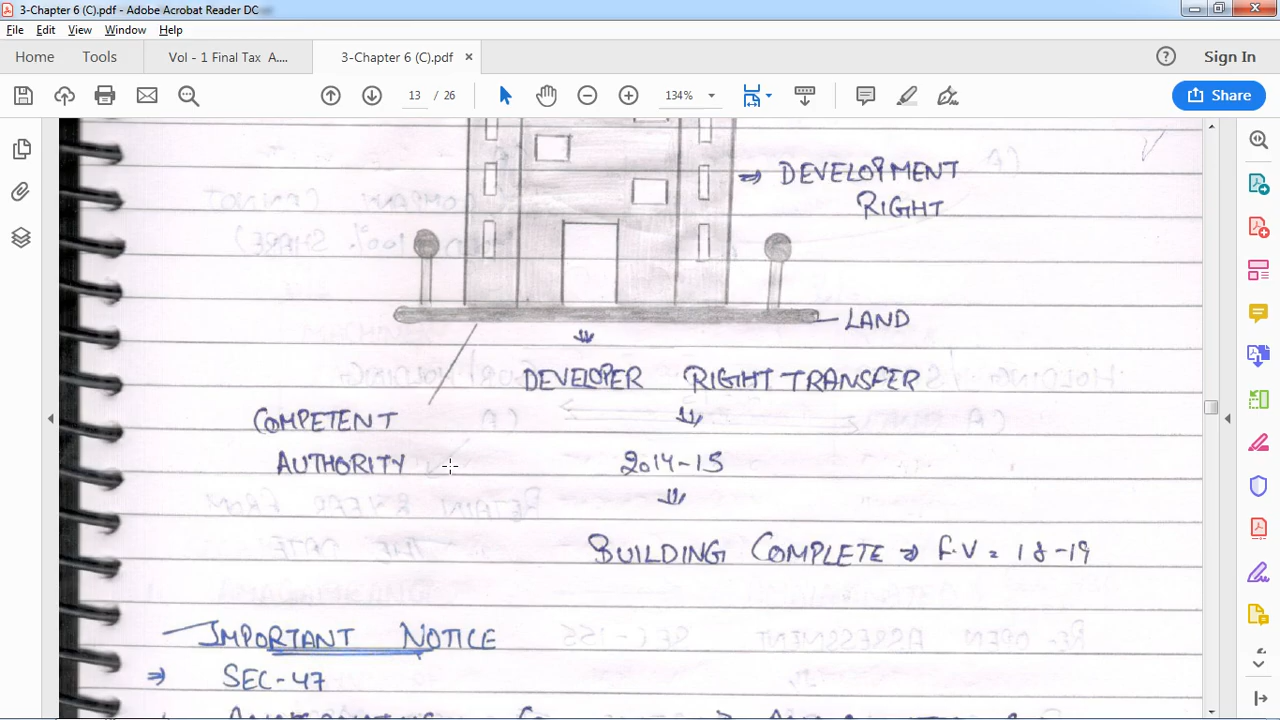 3-Chapter 6 (C).pdf - Adobe Acrobat Reader DC
File Edit View Window Help
Home Tools Vol - 1 Final Tax A.... 3-Chapter 6 (C).pdf × Sign In
13 / 26 134% Share
⇒ DEVELOPMENT
RIGHT
LAND
DEVELOPER RIGHT TRANSFER
COMPETENT
AUTHORITY 2014-15
BUILDING COMPLETE ⇒ F.V = 18-19
IMPORTANT NOTICE
⇒ SEC-47